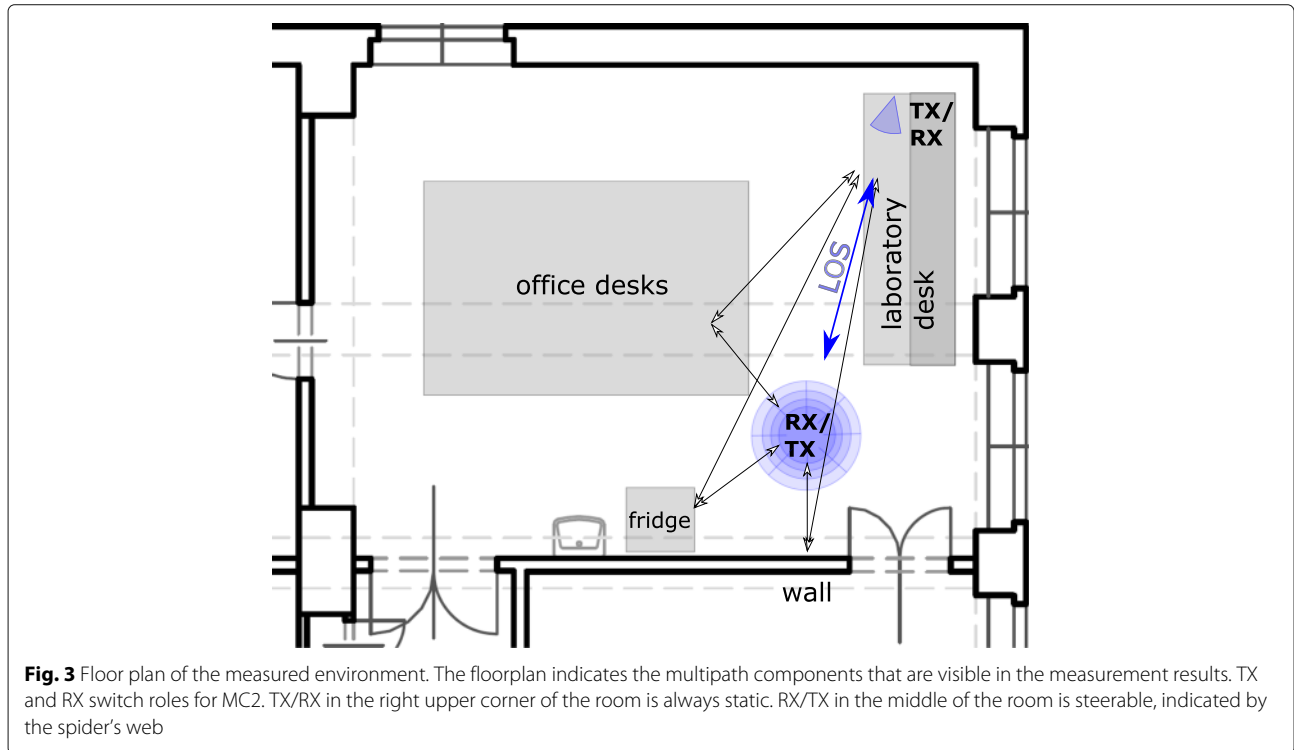 TX/
RX
office desks
LOS
laboratory
desk
RX/
TX
fridge
wall
Fig. 3 Floor plan of the measured environment. The floorplan indicates the multipath components that are visible in the measurement results. TX
and RX switch roles for MC2. TX/RX in the right upper corner of the room is always static. RX/TX in the middle of the room is steerable, indicated by
the spider's web